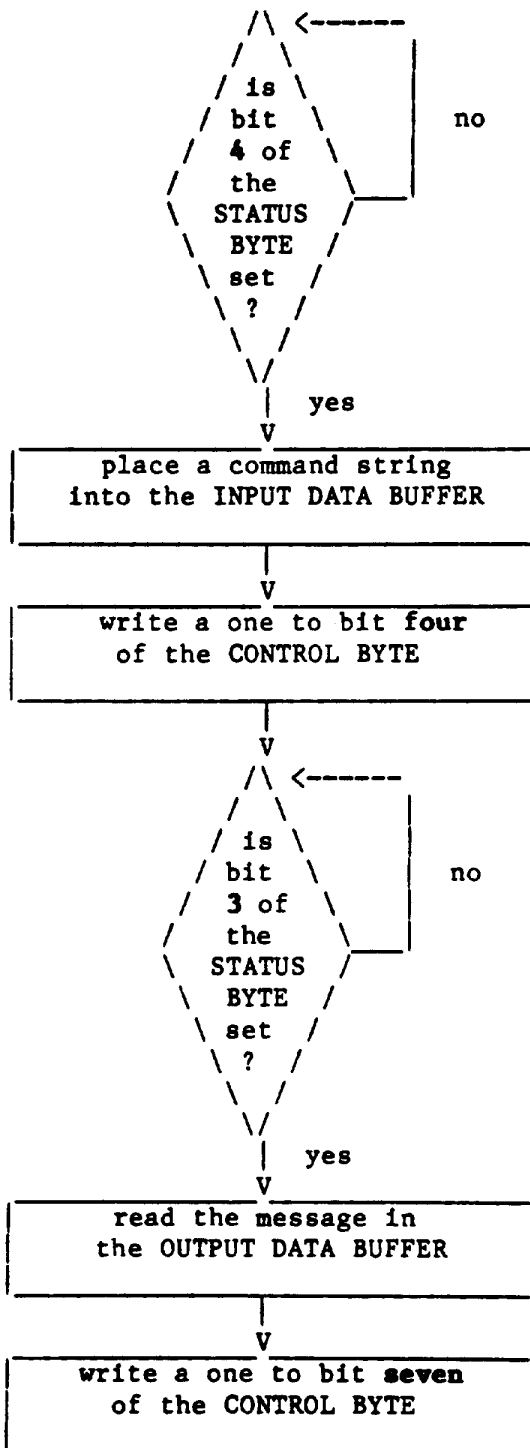 is
bit
no
4 of
the
STATUS
BYTE
set
?
yes
V
place a command string
into the INPUT DATA BUFFER
V
write a one to bit four
of the CONTROL BYTE
V
is
bit
no
3 of
the
STATUS
BYTE
set
?
yes
V
read the message in
the OUTPUT DATA BUFFER
V
write a one to bit seven
of the CONTROL BYTE